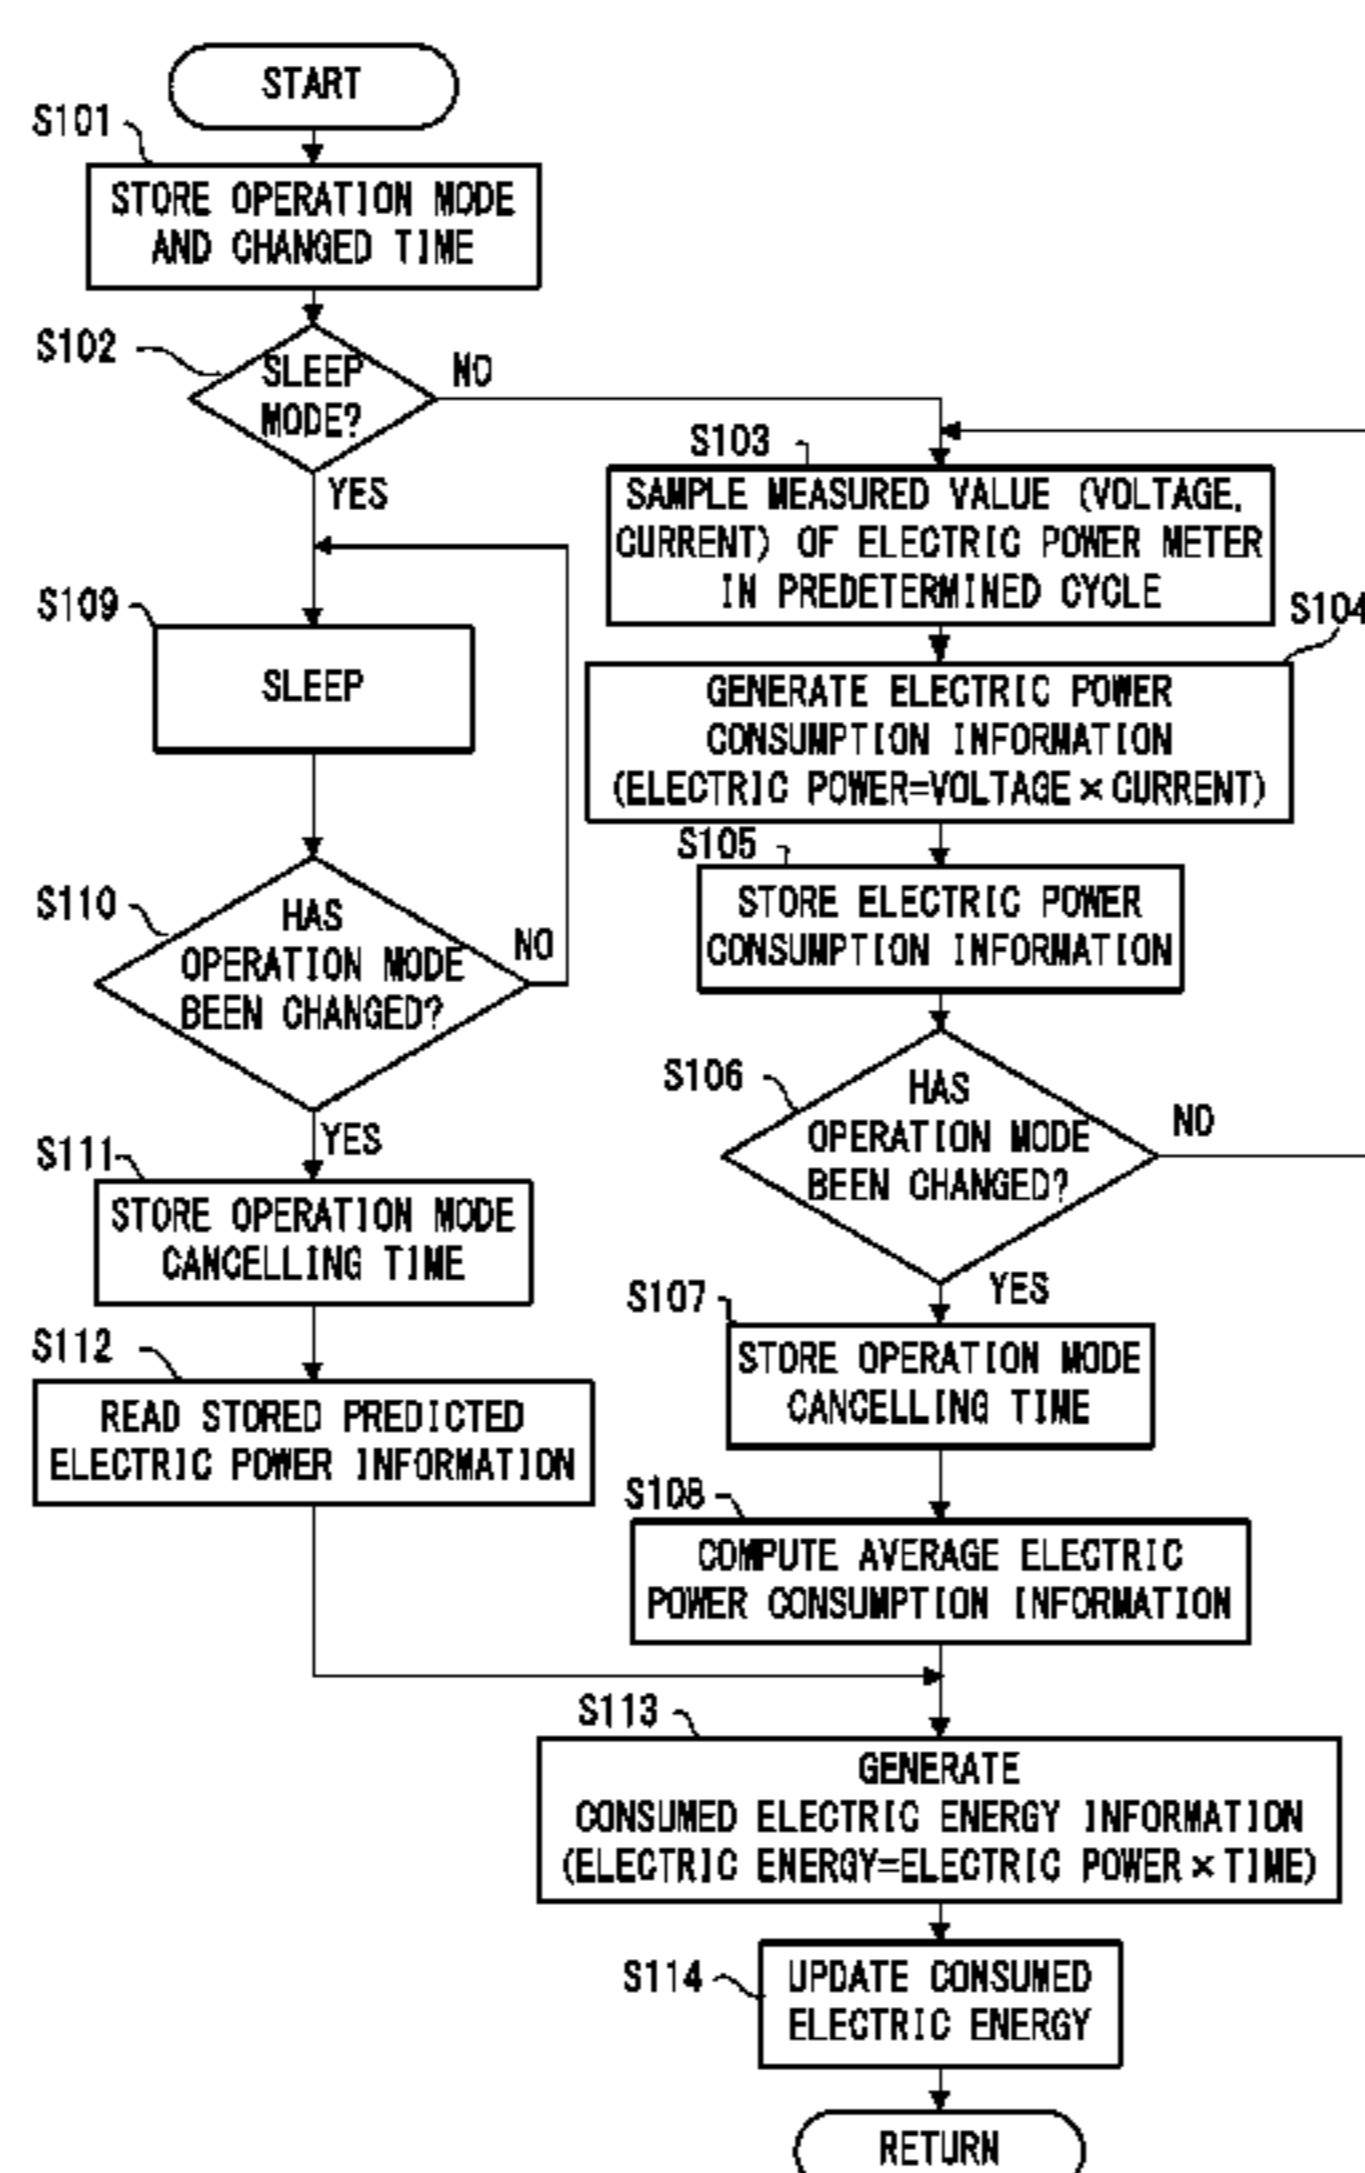 START
S101
STORE OPERATION MODE
AND CHANGED TIME
S102
SLEEP
MODE?
NO
YES
S103
SAMPLE MEASURED VALUE (VOLTAGE,
CURRENT) OF ELECTRIC POWER METER
IN PREDETERMINED CYCLE
S104
GENERATE ELECTRIC POWER
CONSUMPTION INFORMATION
(ELECTRIC POWER=VOLTAGE×CURRENT)
S105
STORE ELECTRIC POWER
CONSUMPTION INFORMATION
S106
HAS
OPERATION MODE
BEEN CHANGED?
NO
YES
S107
STORE OPERATION MODE
CANCELLING TIME
S108
COMPUTE AVERAGE ELECTRIC
POWER CONSUMPTION INFORMATION
S109
SLEEP
S110
HAS
OPERATION MODE
BEEN CHANGED?
NO
YES
S111
STORE OPERATION MODE
CANCELLING TIME
S112
READ STORED PREDICTED
ELECTRIC POWER INFORMATION
S113
GENERATE
CONSUMED ELECTRIC ENERGY INFORMATION
(ELECTRIC ENERGY=ELECTRIC POWER×TIME)
S114
UPDATE CONSUMED
ELECTRIC ENERGY
RETURN